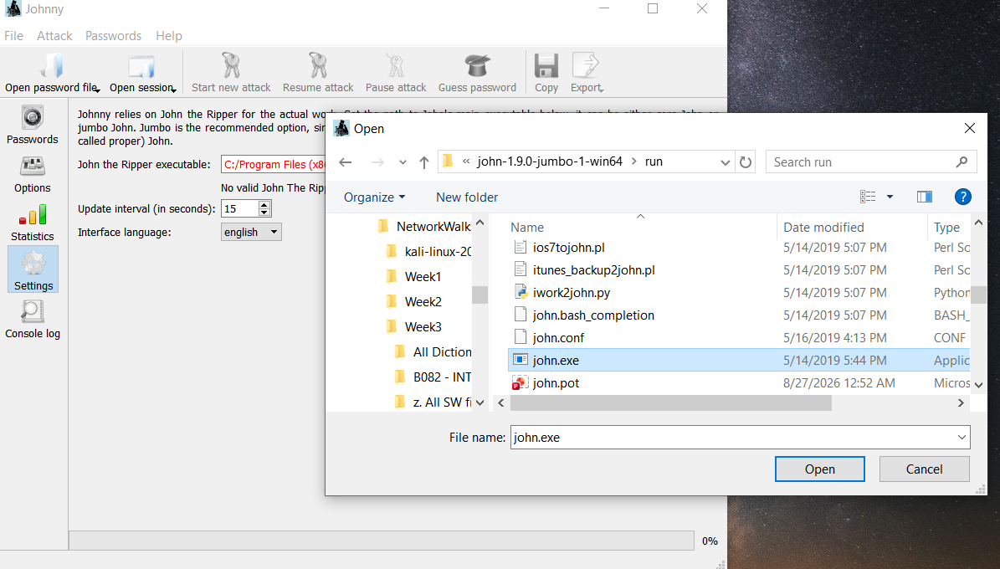 Johnny
File Attack Passwords Help
Open password file Open session Start new attack Resume attack Pause attack Guess password Copy Export
Passwords
Options
Statistics
Settings
Console log
Johnny relies on John the Ripper for the actual work.
jumbo John. Jumbo is the recommended option,
called proper) John.
John the Ripper executable: C:/Program Files (x8
No valid John The Rip
Update interval (in seconds): 15
Interface language: english
0%
Open
« john-1.9.0-jumbo-1-win64 > run
Search run
Organize New folder
NetworkWalk
kali-linux-20
Week1
Week2
Week3
All Diction
B082 - INT
z. All SW fi
Name Date modified Type
ios7tojohn.pl 5/14/2019 5:07 PM Perl So
itunes_backup2john.pl 5/14/2019 5:07 PM Perl So
iwork2john.py 5/14/2019 5:07 PM Python
john.bash_completion 5/14/2019 5:07 PM BASH_
john.conf 5/16/2019 4:13 PM CONF
john.exe 5/14/2019 5:44 PM Applic
john.pot 8/27/2026 12:52 AM Micros
File name: john.exe
Open Cancel